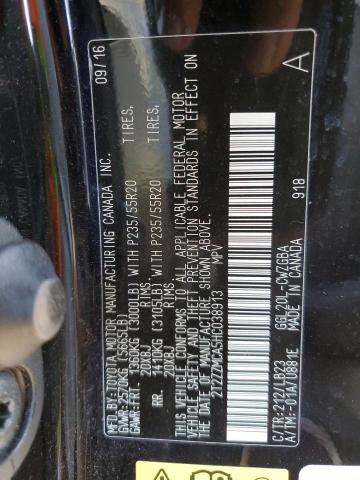 MFD.BY:TOYOTA MOTOR MANUFACTURING CANADA INC. 09/16
GVWR:2570KG (5665LB)
GAWR:FRT. 1360KG (3000LB) WITH P235/55R20 TIRES,
20X8J RIMS
RR. 1410KG (3105LB) WITH P235/55R20 TIRES,
20X8J RIMS
THIS VEHICLE CONFORMS TO ALL APPLICABLE FEDERAL MOTOR
VEHICLE SAFETY AND THEFT PREVENTION STANDARDS IN EFFECT ON
THE DATE OF MANUFACTURE SHOWN ABOVE.
2T2ZZMCA5HC038913 MPV A
918
C/TR:212/LB23 GGL20L-CWZGBA
A/TM:-01A/U881E MADE IN CANADA